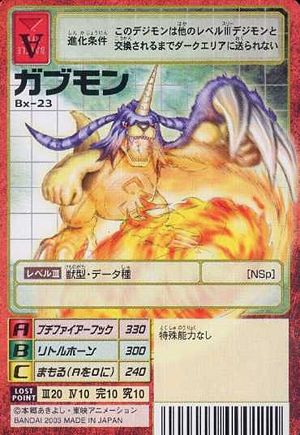 V
進化条件
このデジモンは他のレベルⅢデジモンと
交換されるまでダークエリアに送られない
ガブモン
Bx-23
レベルⅢ 獣型・データ種 [NSp]
A プチファイアーフック 330
B リトルホーン 300
C まもる(Aを0に) 240
特殊能力なし
LOST POINT Ⅲ20 Ⅳ10 完10 究10
©本郷あきよし・東映アニメーション
BANDAI 2003 MADE IN JAPAN